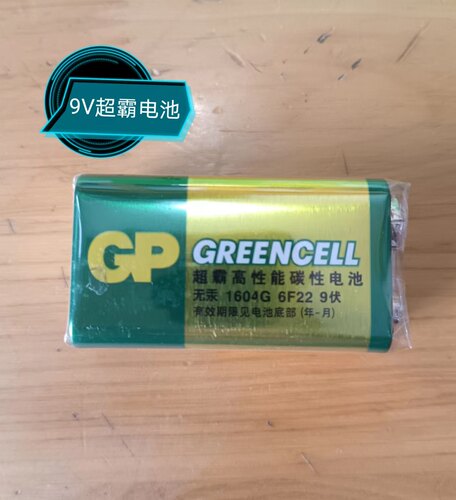 9V超霸电池
GP GREENCELL
超霸高性能碳性电池
无汞 1604G 6F22 9伏
有效期限见电池底部 (年-月)